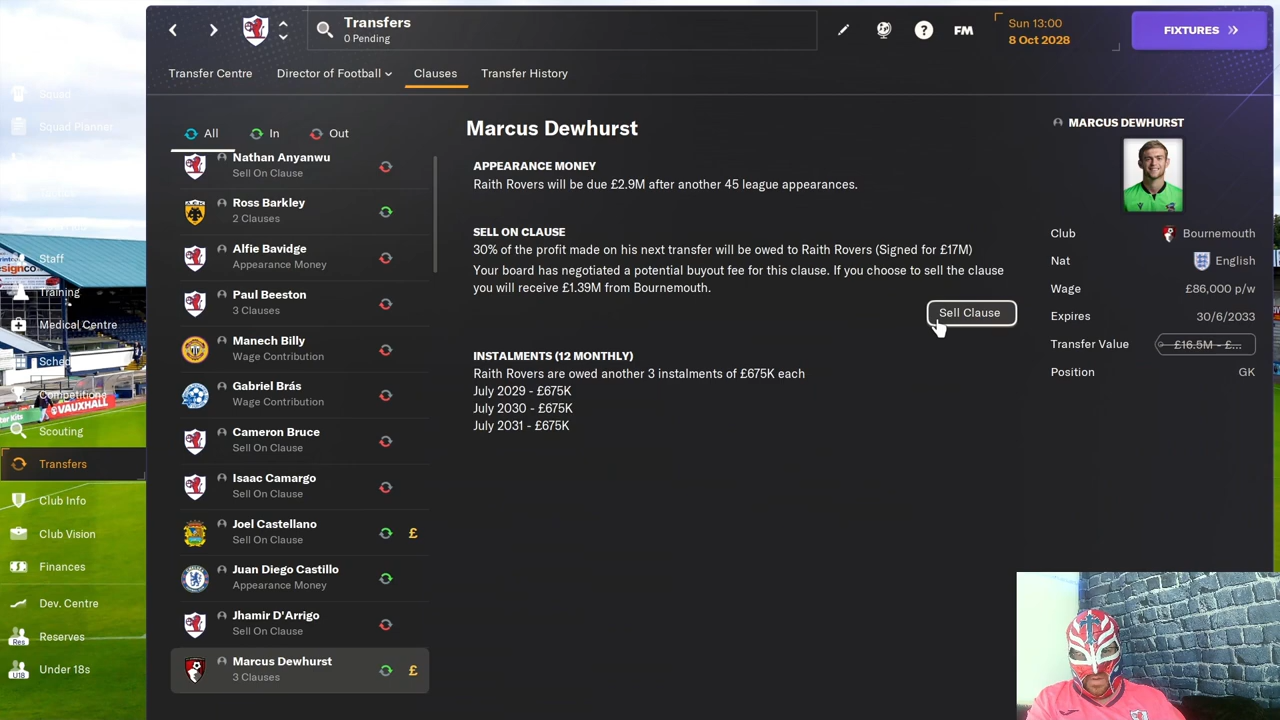 Transfers
0 Pending
FM
Sun 13:00
8 Oct 2028
FIXTURES
Transfer Centre
Director of Football
Clauses
Transfer History
Squad
Squad Planner
Staff
Training
Medical Centre
Sched
Competitions
Scouting
Transfers
Club Info
Club Vision
Finances
Dev. Centre
Reserves
Res
Under 18s
U18
VAUXHALL
All
In
Out
Nathan Anyanwu
Sell On Clause
Ross Barkley
2 Clauses
Alfie Bavidge
Appearance Money
Paul Beeston
3 Clauses
Manech Billy
Wage Contribution
Gabriel Brás
Wage Contribution
Cameron Bruce
Sell On Clause
Isaac Camargo
Sell On Clause
Joel Castellano
Sell On Clause
£
Juan Diego Castillo
Appearance Money
Jhamir D'Arrigo
Sell On Clause
Marcus Dewhurst
3 Clauses
£
Marcus Dewhurst
APPEARANCE MONEY
Raith Rovers will be due £2.9M after another 45 league appearances.
SELL ON CLAUSE
30% of the profit made on his next transfer will be owed to Raith Rovers (Signed for £17M)
Your board has negotiated a potential buyout fee for this clause. If you choose to sell the clause
you will receive £1.39M from Bournemouth.
Sell Clause
INSTALMENTS (12 MONTHLY)
Raith Rovers are owed another 3 instalments of £675K each
July 2029 - £675K
July 2030 - £675K
July 2031 - £675K
MARCUS DEWHURST
Club Bournemouth
Nat English
Wage £86,000 p/w
Expires 30/6/2033
Transfer Value £16.5M - £...
Position GK